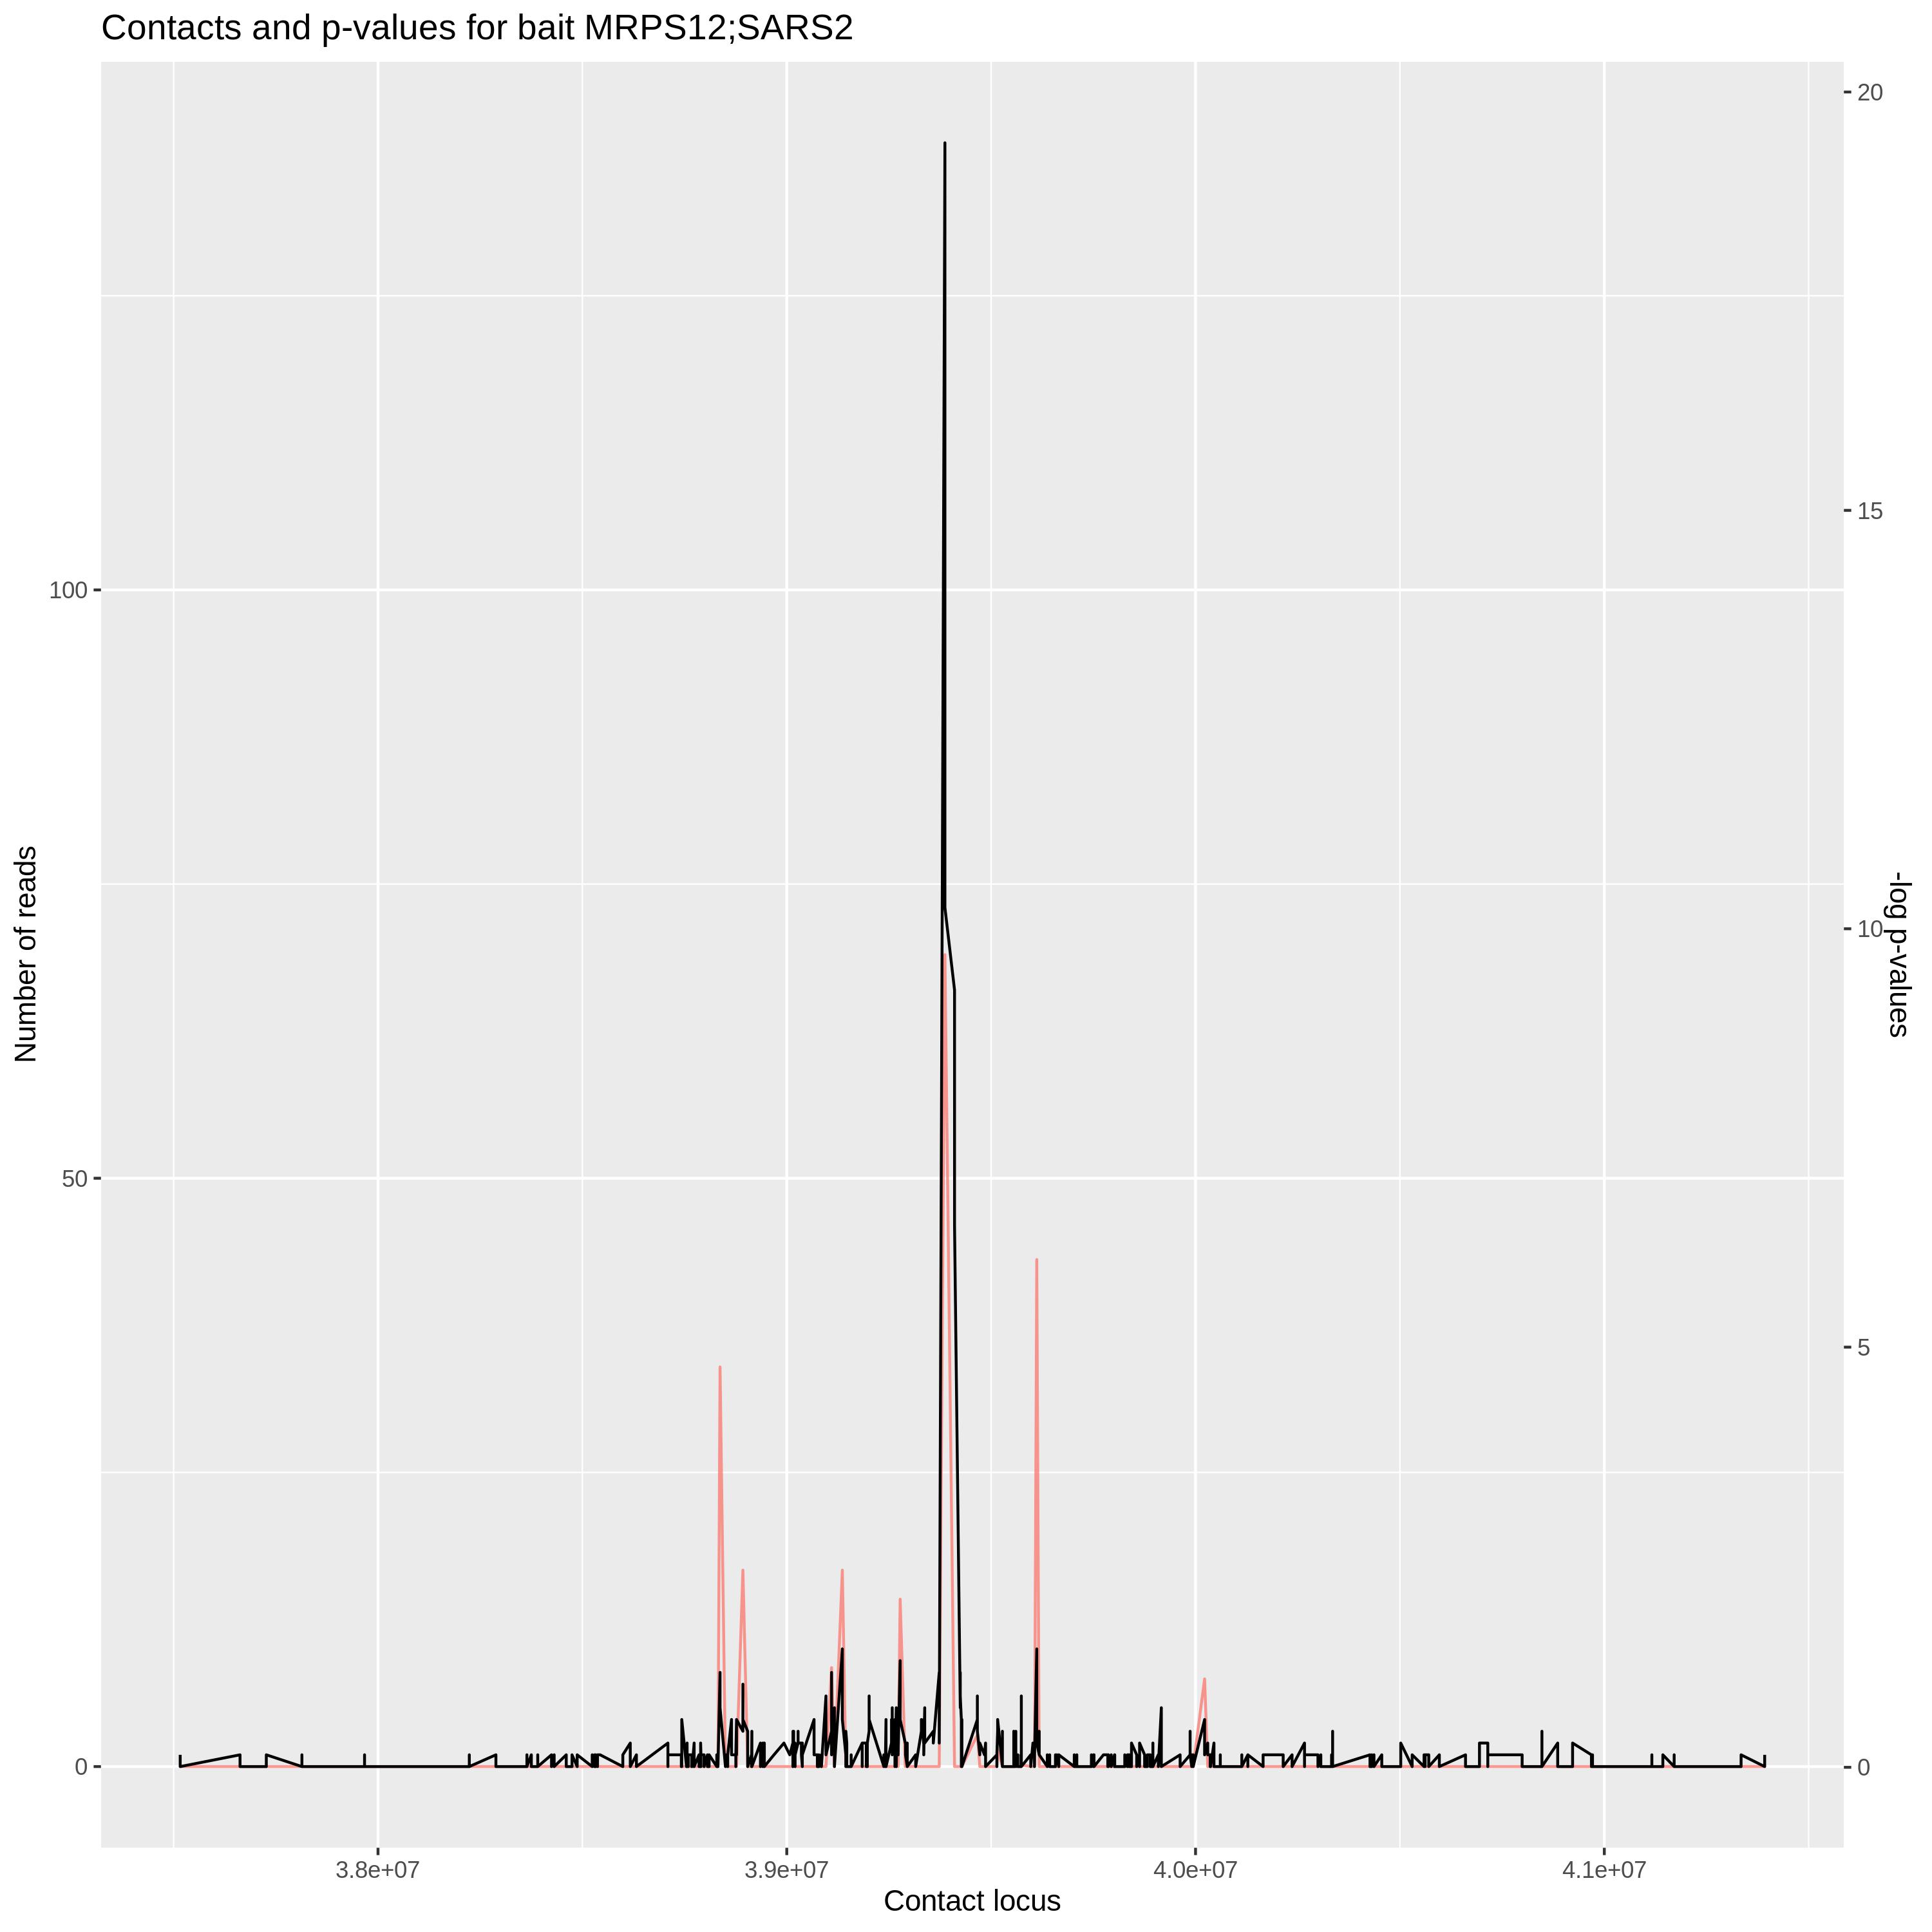 Contacts and p-values for bait MRPS12;SARS2
20
15
100
10
Number of reads
-log p-values
50
5
0
0
3.8e+07
3.9e+07
4.0e+07
4.1e+07
Contact locus